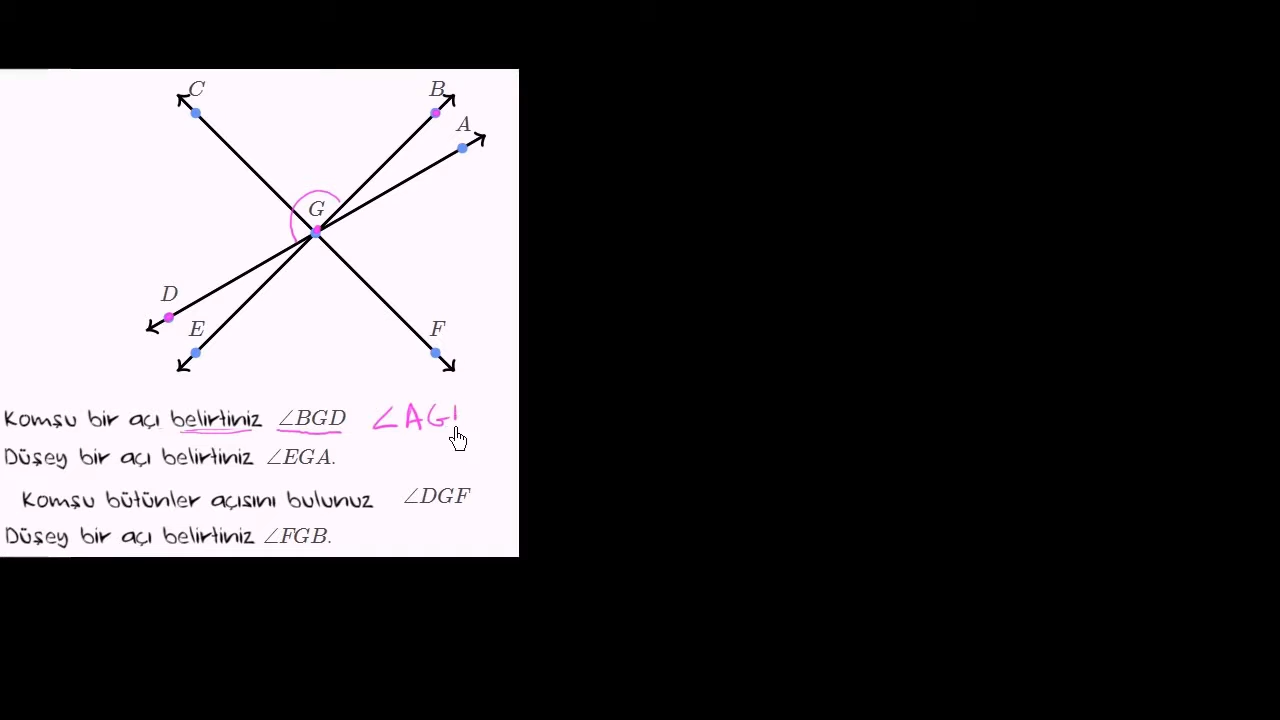 C
B
A
G
D
E
F
Komşu bir açı belirtiniz ∠BGD ∠AG
Düşey bir açı belirtiniz ∠EGA.
Komşu bütünler açısını bulunuz ∠DGF
Düşey bir açı belirtiniz ∠FGB.